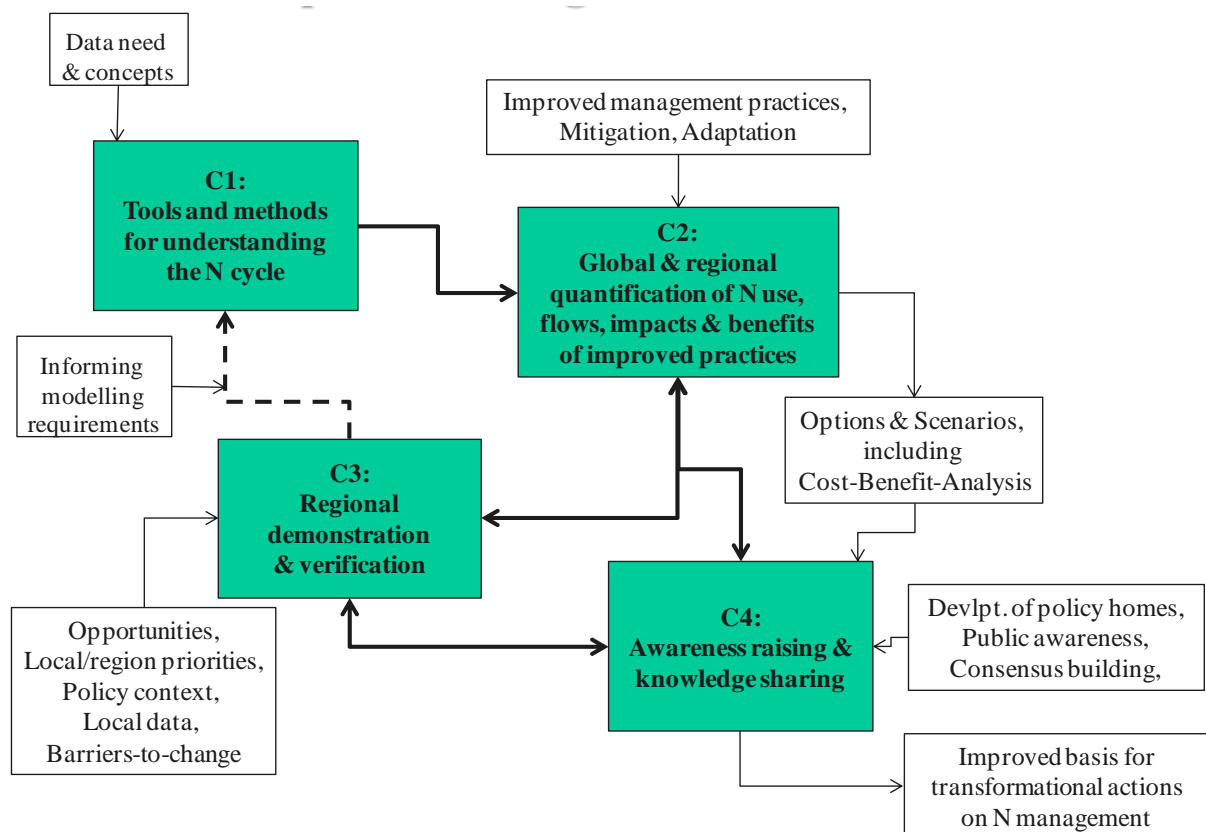 Data need
& concepts
Improved management practices,
Mitigation, Adaptation
C1:
Tools and methods
for understanding
the N cycle
C2:
Global & regional
quantification of N use,
flows, impacts & benefits
of improved practices
Informing
modelling
requirements
Options & Scenarios,
including
Cost-Benefit-Analysis
C3:
Regional
demonstration
& verification
C4:
Awareness raising &
knowledge sharing
Devlpt. of policy homes,
Public awareness,
Consensus building,
Opportunities,
Local/region priorities,
Policy context,
Local data,
Barriers-to-change
Improved basis for
transformational actions
on N management